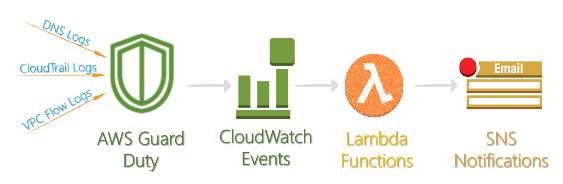 DNS Logs
CloudTrail Logs
VPC Flow Logs
AWS Guard
Duty
CloudWatch
Events
λ
Lambda
Functions
Email
SNS
Notifications